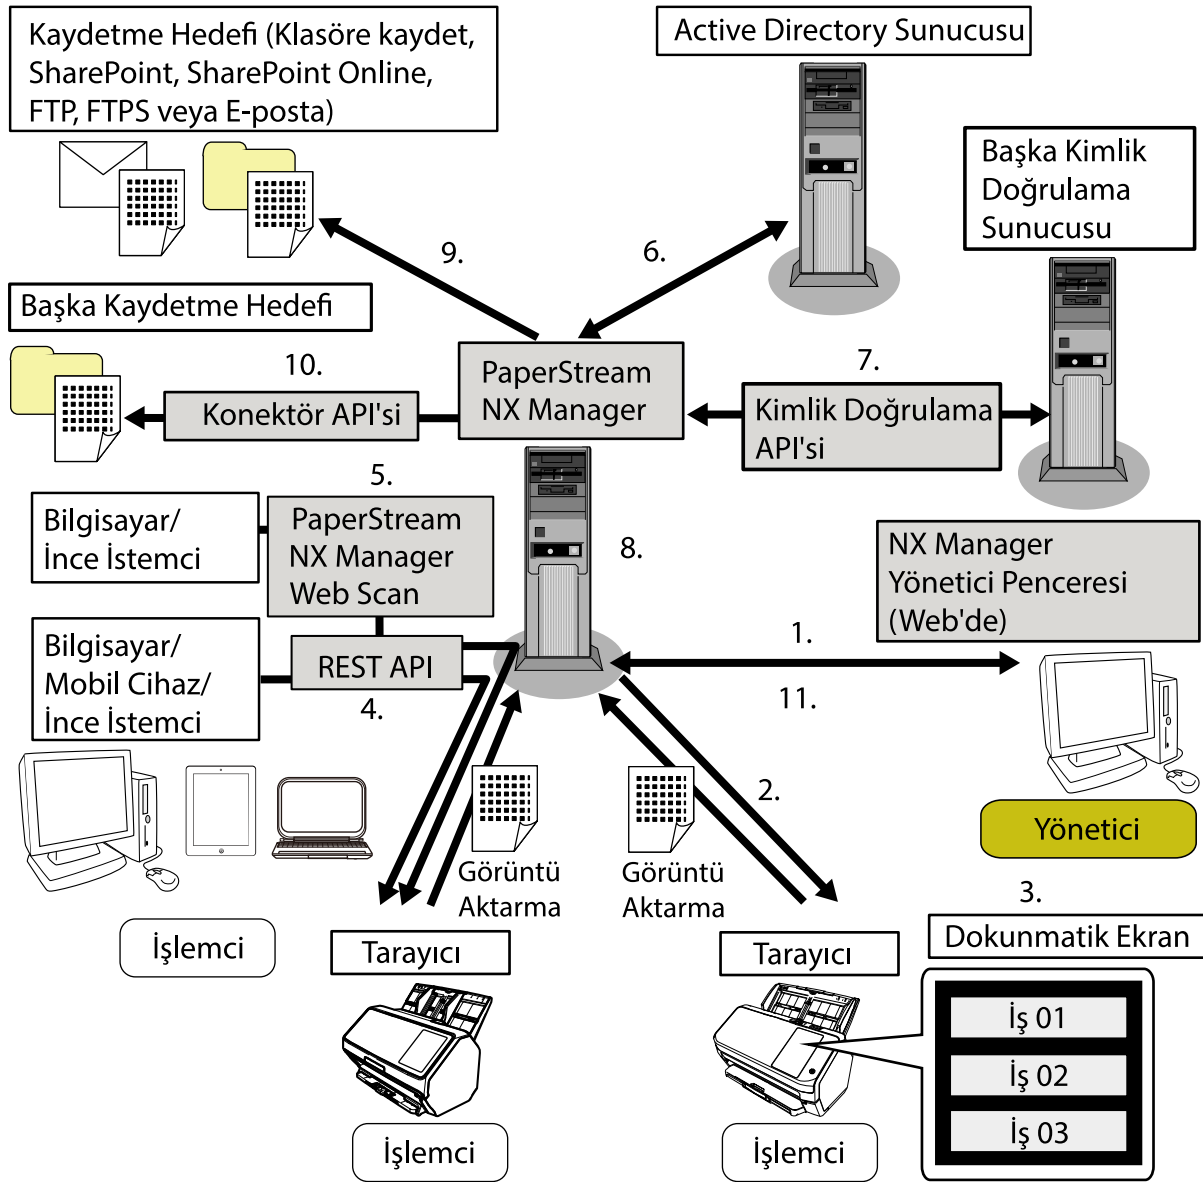 Kaydetme Hedefi (Klasöre kaydet,
SharePoint, SharePoint Online,
FTP, FTPS veya E-posta)
Active Directory Sunucusu
Başka Kimlik
Doğrulama
Sunucusu
9.
6.
Başka Kaydetme Hedefi
10.
Konektör API'si
PaperStream
NX Manager
7.
Kimlik Doğrulama
API'si
5.
Bilgisayar/
İnce İstemci
PaperStream
NX Manager
Web Scan
8.
NX Manager
Yönetici Penceresi
(Web'de)
Bilgisayar/
Mobil Cihaz/
İnce İstemci
REST API
4.
1.
11.
2.
Yönetici
Görüntü
Aktarma
Görüntü
Aktarma
3.
İşlemci
Tarayıcı
Tarayıcı
Dokunmatik Ekran
İş 01
İş 02
İş 03
İşlemci
İşlemci